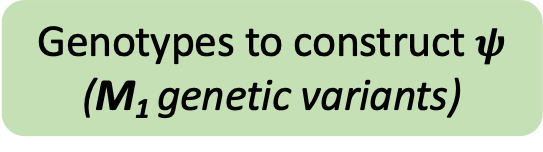 Genotypes to construct ψ
(M₁ genetic variants)